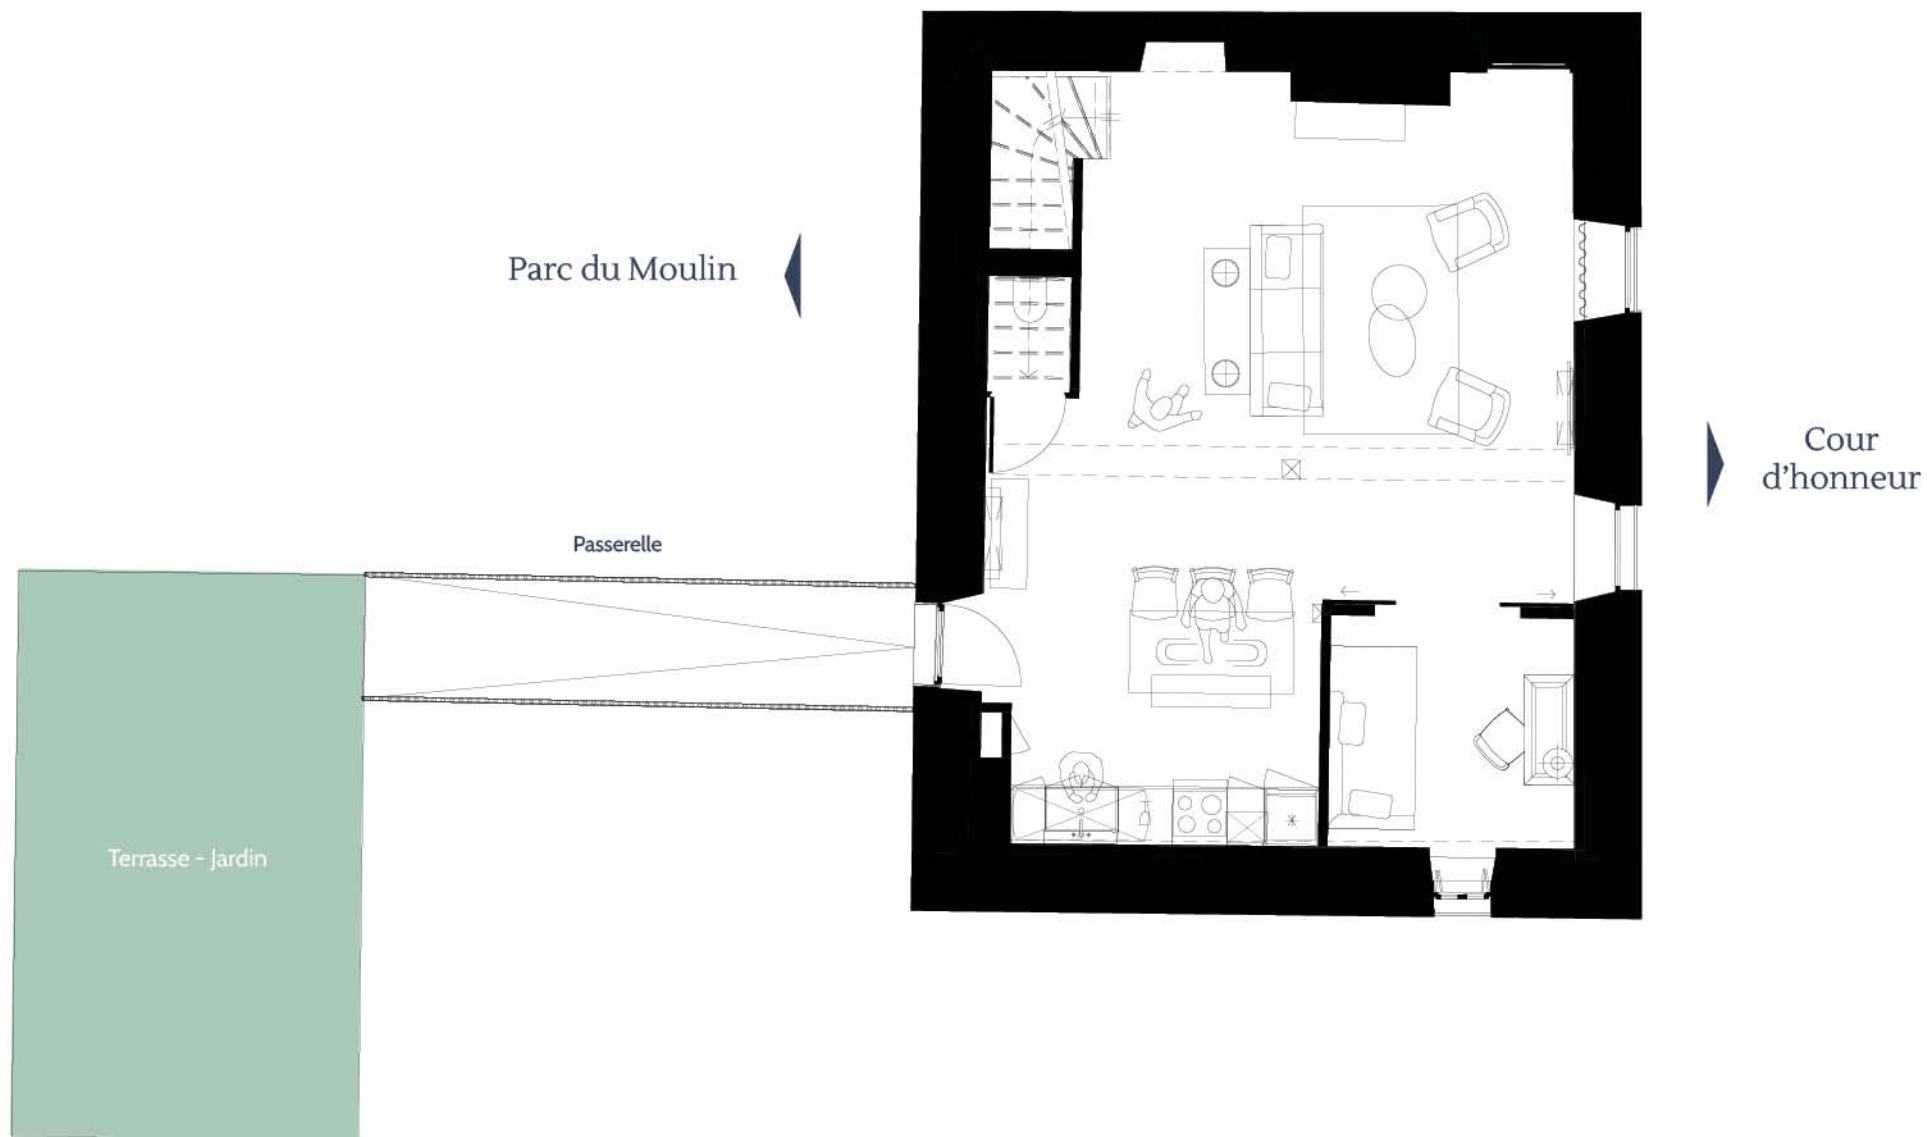 Parc du Moulin
Cour
d’honneur
Passerelle
Terrasse - Jardin